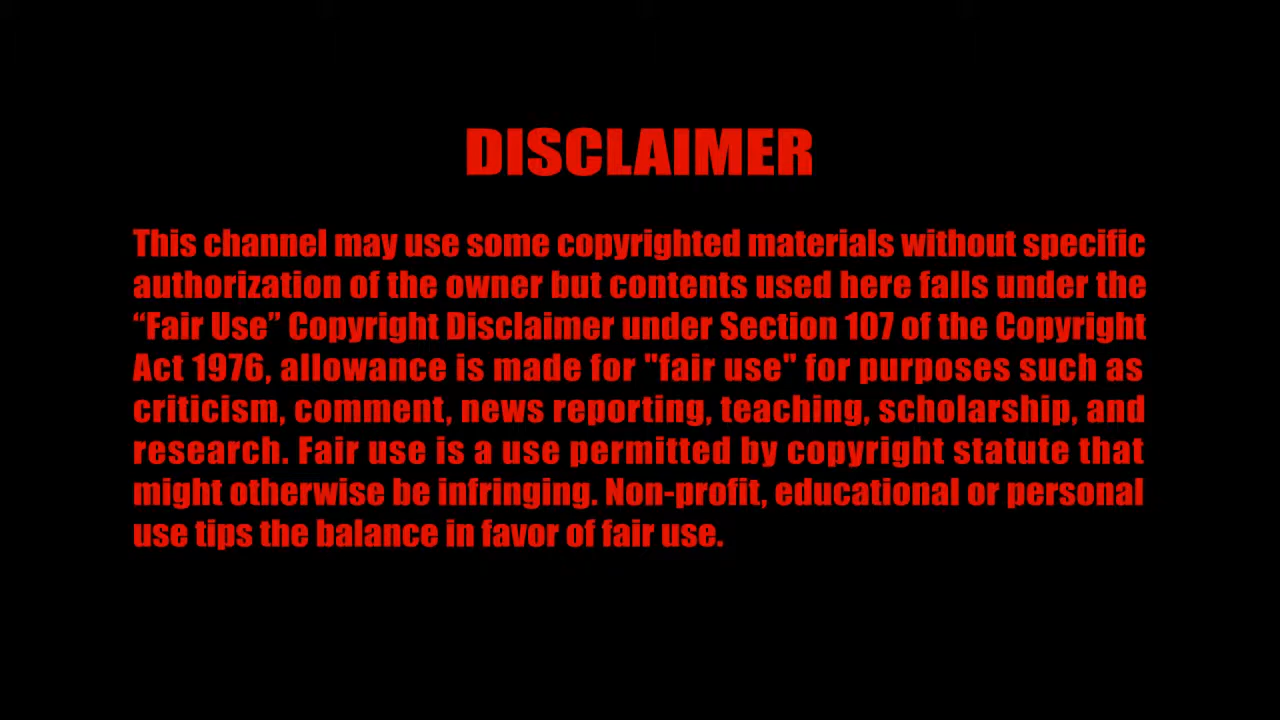 DISCLAIMER
This channel may use some copyrighted materials without specific
authorization of the owner but contents used here falls under the
“Fair Use” Copyright Disclaimer under Section 107 of the Copyright
Act 1976, allowance is made for "fair use" for purposes such as
criticism, comment, news reporting, teaching, scholarship, and
research. Fair use is a use permitted by copyright statute that
might otherwise be infringing. Non-profit, educational or personal
use tips the balance in favor of fair use.